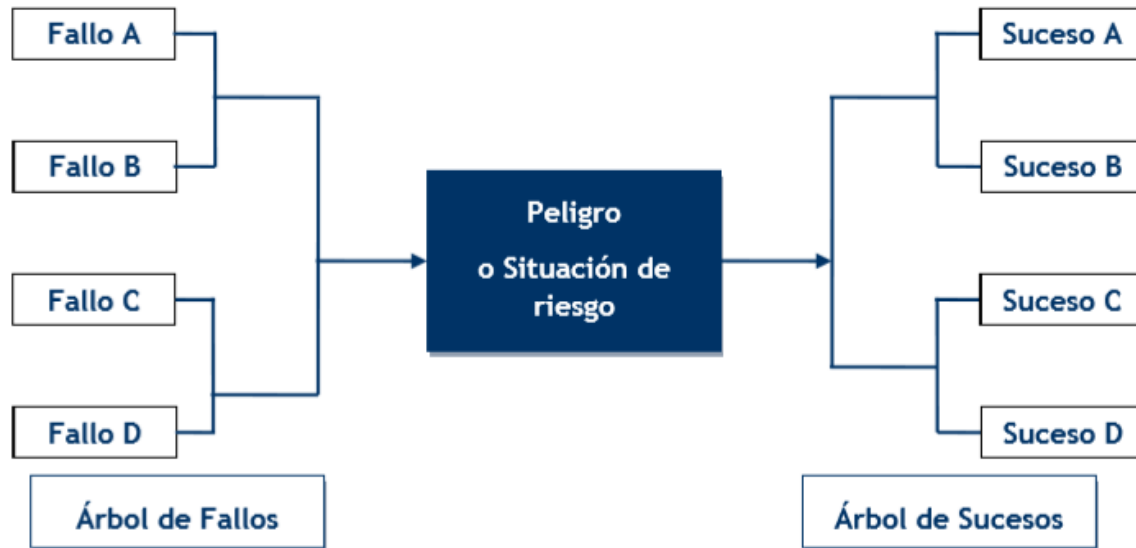 Fallo A
Fallo B
Fallo C
Fallo D
Árbol de Fallos
Peligro
o Situación de
riesgo
Suceso A
Suceso B
Suceso C
Suceso D
Árbol de Sucesos